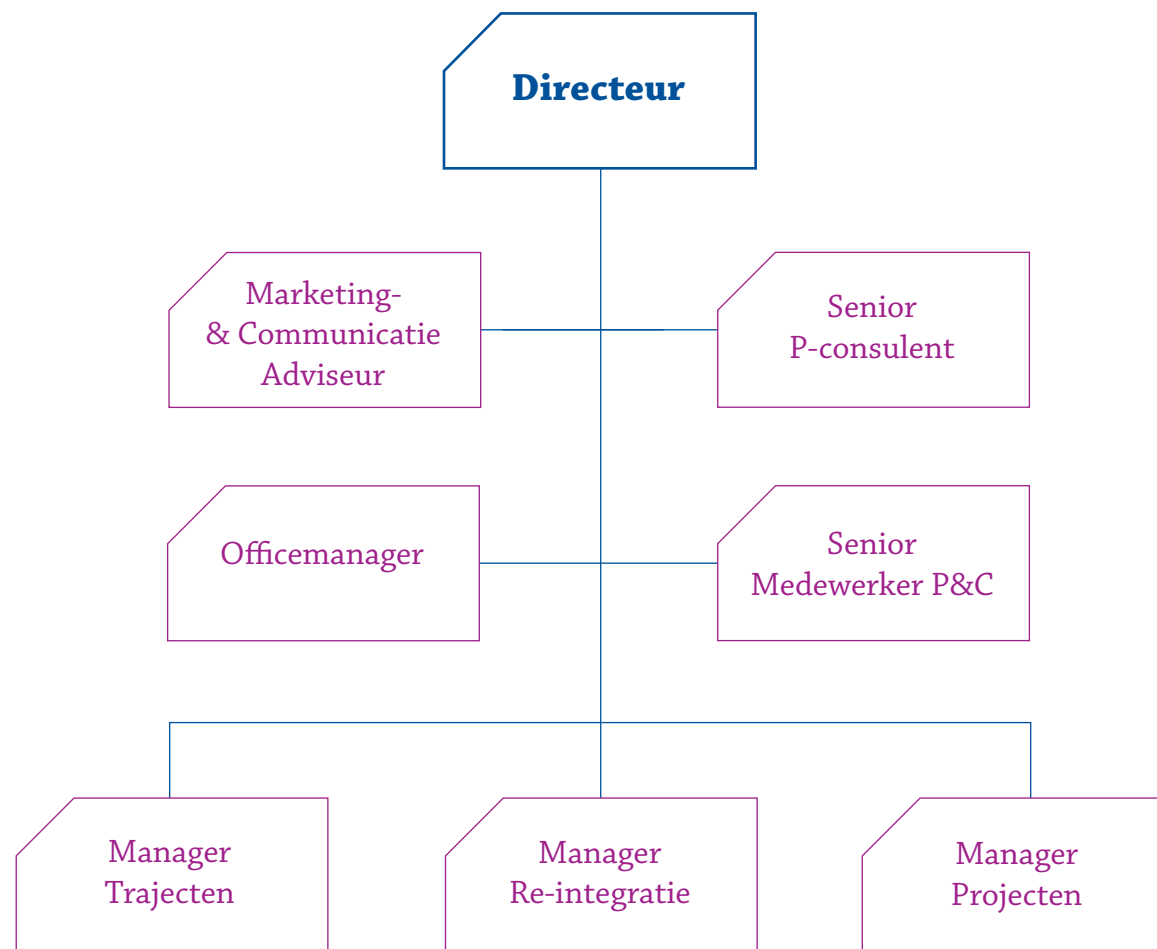 Directeur
Marketing-
& Communicatie
Adviseur
Senior
P-consulent
Officemanager
Senior
Medewerker P&C
Manager
Trajecten
Manager
Re-integratie
Manager
Projecten